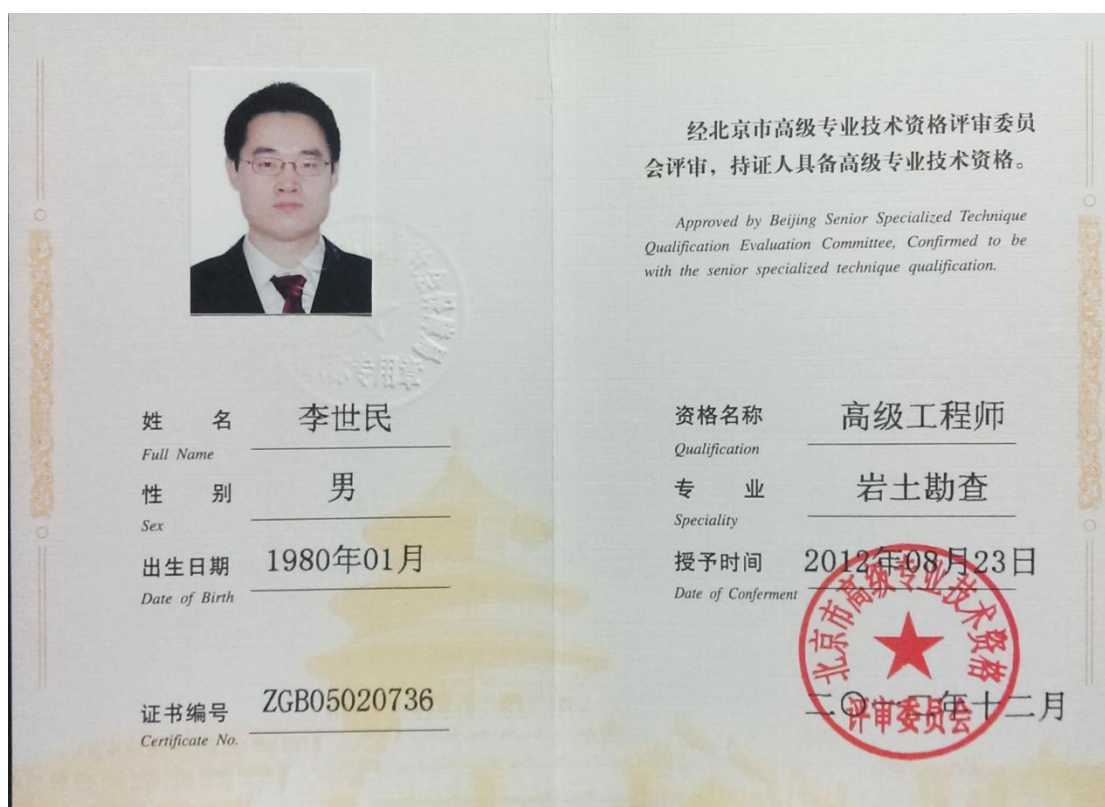 姓 名
Full Name
李世民
性 别
Sex
男
出生日期
Date of Birth
1980年01月
证书编号
Certificate No.
ZGB05020736
经北京市高级专业技术资格评审委员
会评审，持证人具备高级专业技术资格。
Approved by Beijing Senior Specialized Technique
Qualification Evaluation Committee, Confirmed to be
with the senior specialized technique qualification.
资格名称
Qualification
高级工程师
专 业
Speciality
岩土勘查
授予时间
Date of Conferment
2012年08月23日
北京市高级专业技术资格
评审委员会
二〇一二年十二月